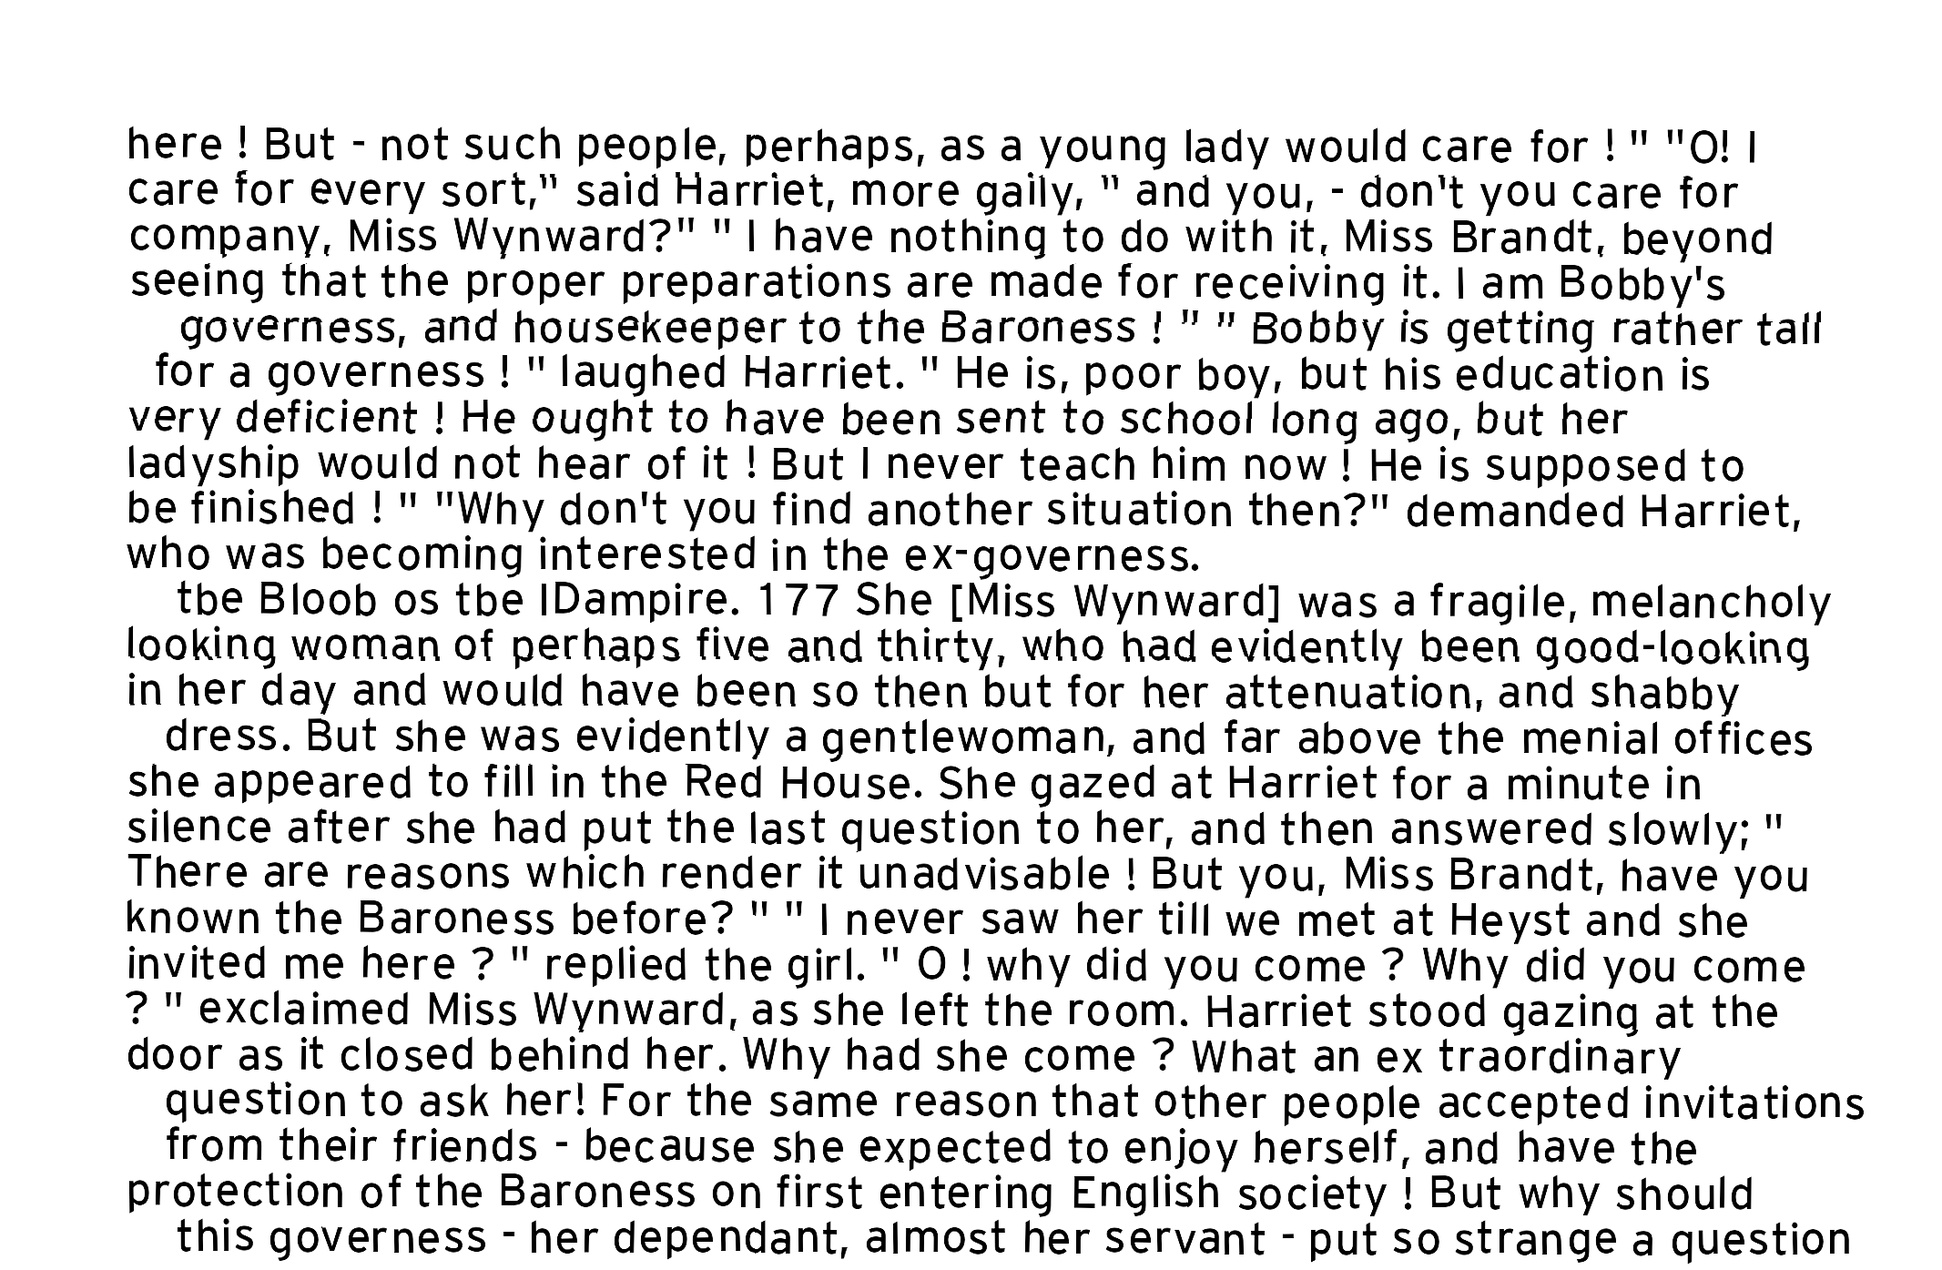 here ! But - not such people, perhaps, as a young lady would care for ! " "O! I
care for every sort," said Harriet, more gaily, " and you, - don't you care for
company, Miss Wynward?" " I have nothing to do with it, Miss Brandt, beyond
seeing that the proper preparations are made for receiving it. I am Bobby's
governess, and housekeeper to the Baroness ! " " Bobby is getting rather tall
for a governess ! " laughed Harriet. " He is, poor boy, but his education is
very deficient ! He ought to have been sent to school long ago, but her
ladyship would not hear of it ! But I never teach him now ! He is supposed to
be finished ! " "Why don't you find another situation then?" demanded Harriet,
who was becoming interested in the ex-governess.
tbe Bloob os tbe IDampire. 177 She [Miss Wynward] was a fragile, melancholy
looking woman of perhaps five and thirty, who had evidently been good-looking
in her day and would have been so then but for her attenuation, and shabby
dress. But she was evidently a gentlewoman, and far above the menial offices
she appeared to fill in the Red House. She gazed at Harriet for a minute in
silence after she had put the last question to her, and then answered slowly; "
There are reasons which render it unadvisable ! But you, Miss Brandt, have you
known the Baroness before? " " I never saw her till we met at Heyst and she
invited me here ? " replied the girl. " O ! why did you come ? Why did you come
? " exclaimed Miss Wynward, as she left the room. Harriet stood gazing at the
door as it closed behind her. Why had she come ? What an ex traordinary
question to ask her! For the same reason that other people accepted invitations
from their friends - because she expected to enjoy herself, and have the
protection of the Baroness on first entering English society ! But why should
this governess - her dependant, almost her servant - put so strange a question